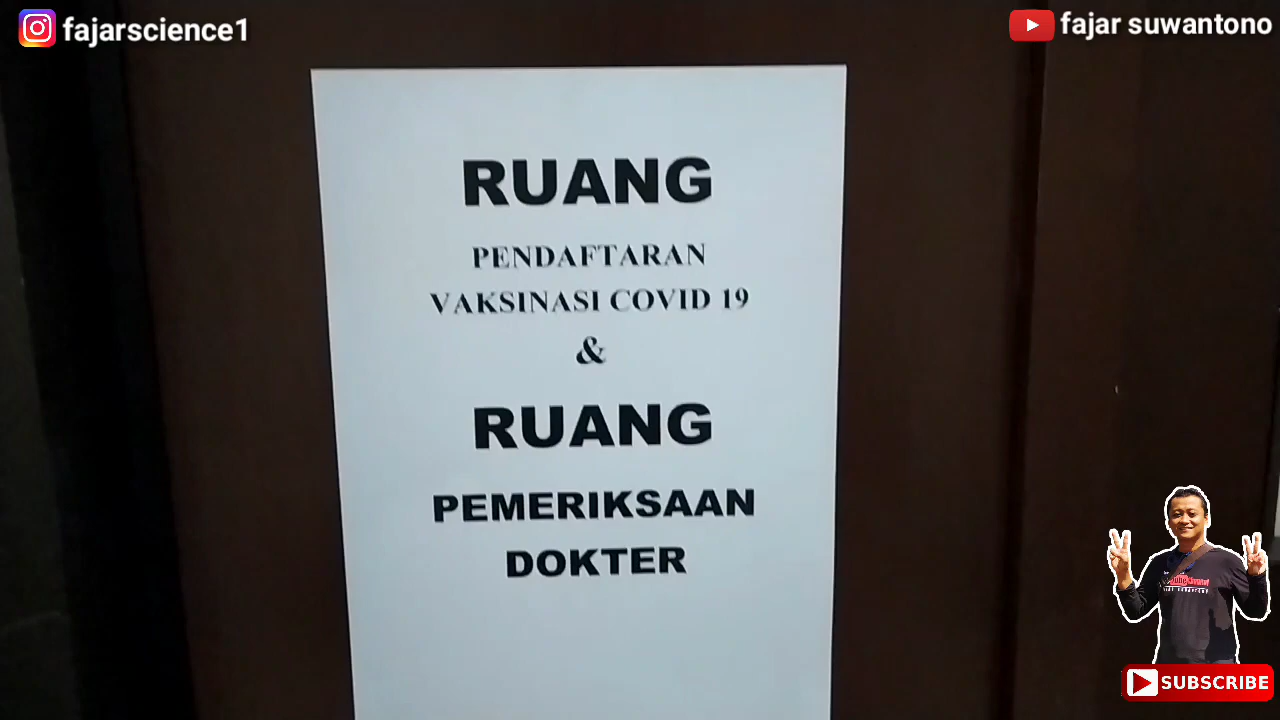 fajarscience1
fajar suwantono
RUANG
PENDAFTARAN
VAKSINASI COVID 19
&
RUANG
PEMERIKSAAN
DOKTER
SUBSCRIBE